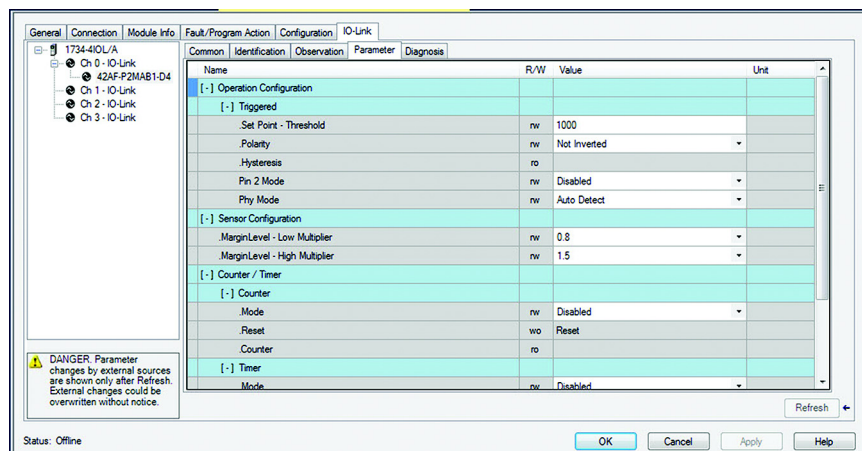 General Connection Module Info Fault/Program Action Configuration IO-Link
1734-4IOL/A
Ch 0 - IO-Link
42AF-P2MAB1-D4
Ch 1 - IO-Link
Ch 2 - IO-Link
Ch 3 - IO-Link
DANGER. Parameter
changes by external sources
are shown only after Refresh.
External changes could be
overwritten without notice.
Common Identification Observation Parameter Diagnosis
Name R/W Value Unit
[-] Operation Configuration
[-] Triggered
.Set Point - Threshold rw 1000
.Polarity rw Not Inverted
.Hysteresis ro
Pin 2 Mode rw Disabled
Phy Mode rw Auto Detect
[-] Sensor Configuration
.MarginLevel - Low Multiplier rw 0.8
.MarginLevel - High Multiplier rw 1.5
[-] Counter / Timer
[-] Counter
.Mode rw Disabled
.Reset wo Reset
.Counter ro
[-] Timer
.Mode rw Disabled
Refresh
Status: Offline OK Cancel Apply Help